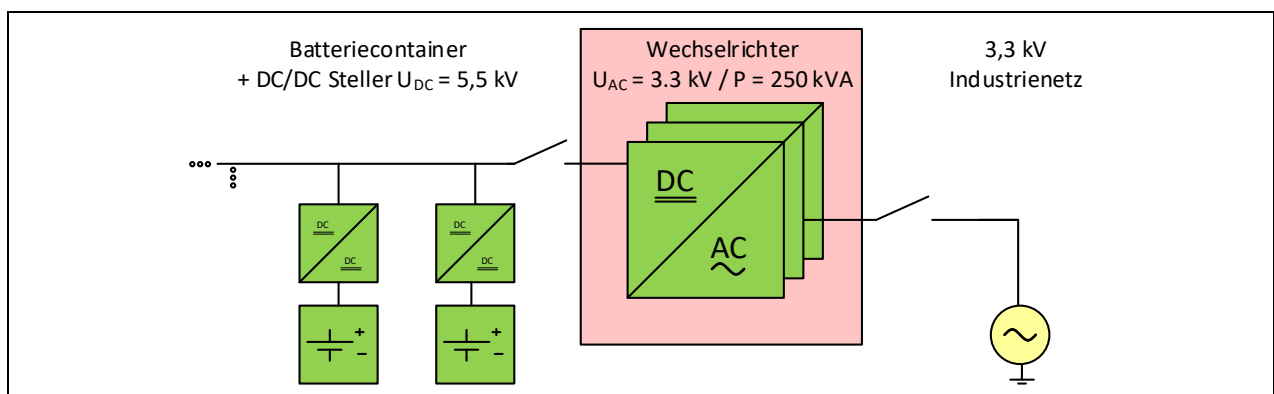 Batteriecontainer
+ DC/DC Steller U_DC = 5,5 kV
Wechselrichter
U_AC = 3.3 kV / P = 250 kVA
3,3 kV
Industrienetz
DC
AC
DC
DC
DC
DC
+
–
+
–